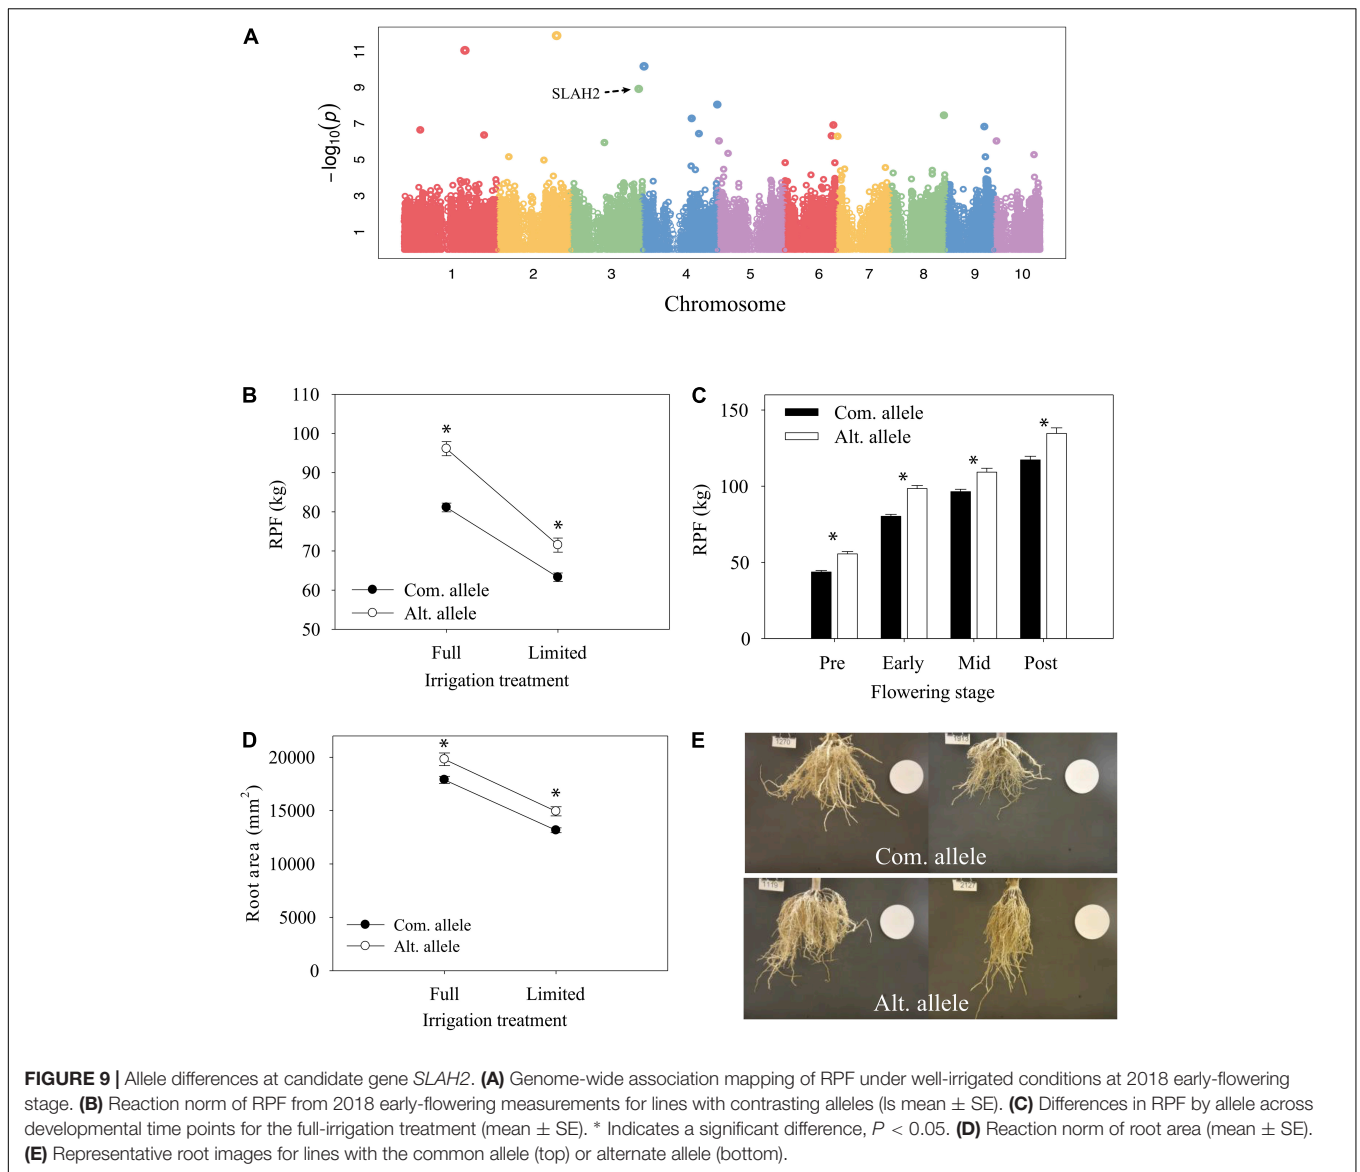 A
−log10(p)
11
9
7
5
3
1
SLAH2
1 2 3 4 5 6 7 8 9 10
Chromosome
B
RPF (kg)
110
100
90
80
70
60
50
*
*
Com. allele
Alt. allele
Full Limited
Irrigation treatment
C
RPF (kg)
150
100
50
0
Com. allele
Alt. allele
*
*
*
*
Pre Early Mid Post
Flowering stage
D
Root area (mm2)
20000
15000
10000
5000
0
*
*
Com. allele
Alt. allele
Full Limited
Irrigation treatment
E
1270
Com. allele
1119 2127
Alt. allele
FIGURE 9 | Allele differences at candidate gene SLAH2. (A) Genome-wide association mapping of RPF under well-irrigated conditions at 2018 early-flowering
stage. (B) Reaction norm of RPF from 2018 early-flowering measurements for lines with contrasting alleles (ls mean ± SE). (C) Differences in RPF by allele across
developmental time points for the full-irrigation treatment (mean ± SE). * Indicates a significant difference, P < 0.05. (D) Reaction norm of root area (mean ± SE).
(E) Representative root images for lines with the common allele (top) or alternate allele (bottom).